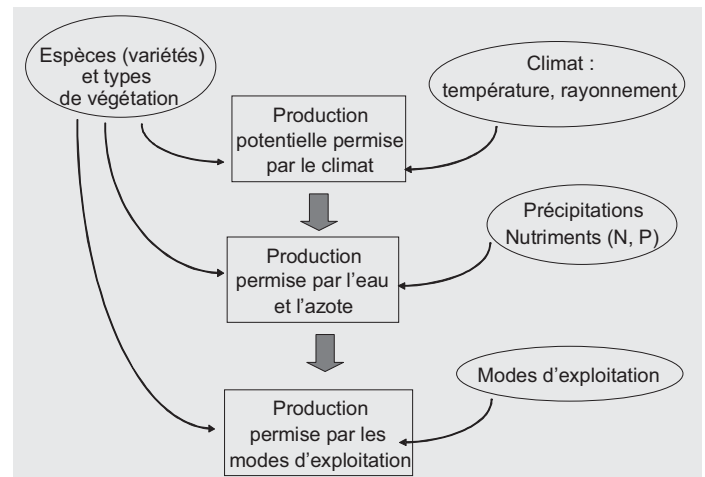 Espèces (variétés)
et types
de végétation
Climat :
température, rayonnement
Production
potentielle permise
par le climat
Précipitations
Nutriments (N, P)
Production
permise par l'eau
et l'azote
Modes d'exploitation
Production
permise par les
modes d'exploitation